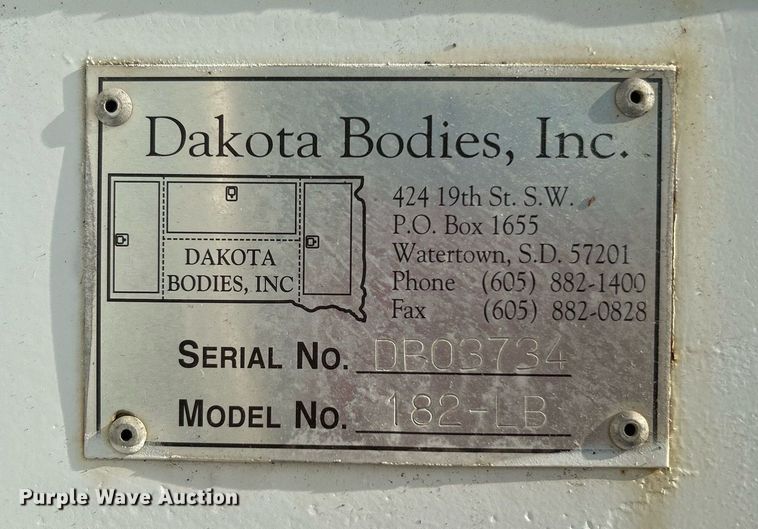 Dakota Bodies, Inc.
DAKOTA
BODIES, INC
424 19th St. S.W.
P.O. Box 1655
Watertown, S.D. 57201
Phone (605) 882-1400
Fax (605) 882-0828
SERIAL NO. DB03734
MODEL NO. 182-LB
Purple Wave Auction